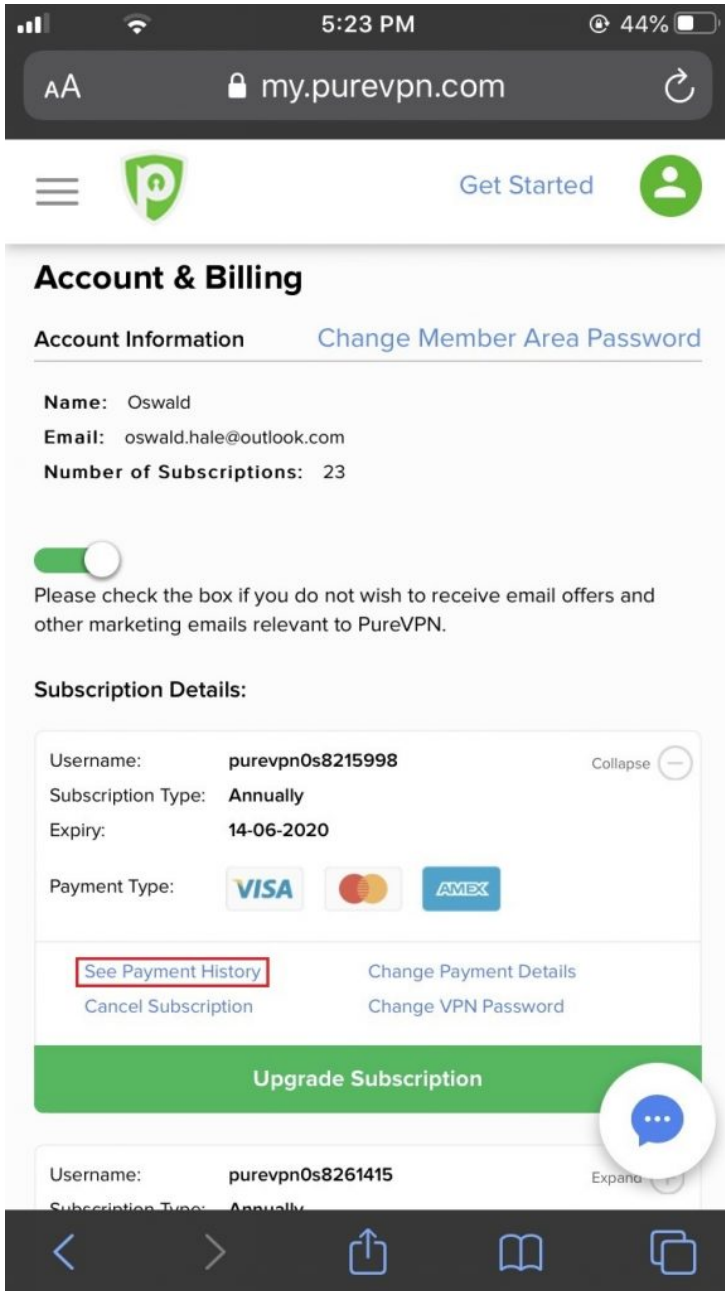 5:23 PM
44%
AA
my.purevpn.com
Get Started
Account & Billing
Account Information
Change Member Area Password
Name: Oswald
Email: oswald.hale@outlook.com
Number of Subscriptions: 23
Please check the box if you do not wish to receive email offers and
other marketing emails relevant to PureVPN.
Subscription Details:
Username: purevpn0s8215998
Collapse
Subscription Type: Annually
Expiry: 14-06-2020
Payment Type: VISA AMEX
See Payment History
Change Payment Details
Cancel Subscription
Change VPN Password
Upgrade Subscription
Username: purevpn0s8261415
Expand
Subscription Type: Annually